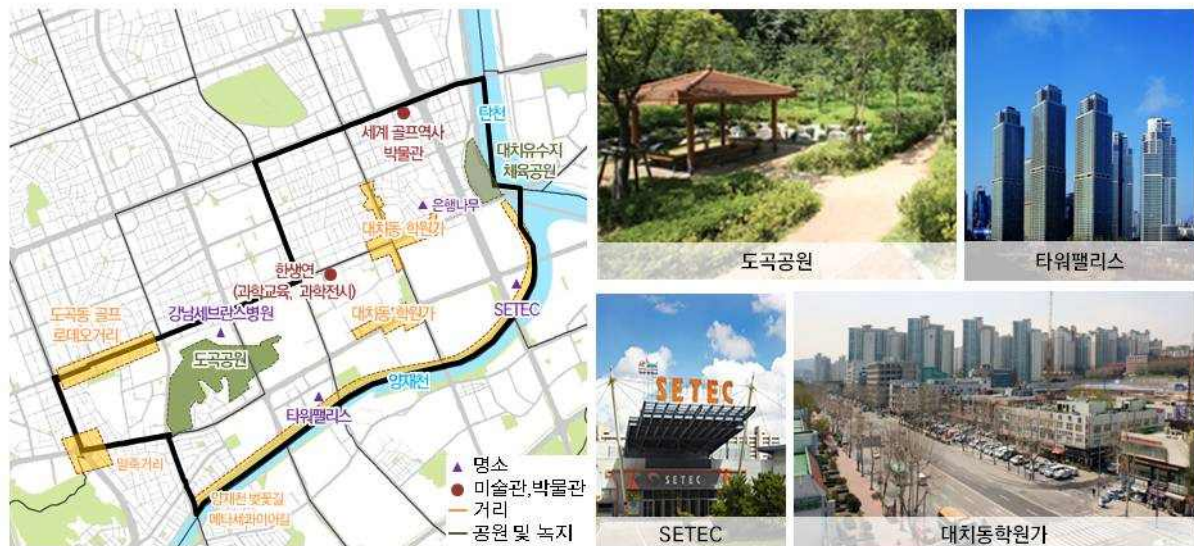 탄천
세계 골프역사
박물관
대치유수지
체육공원
은행나무
대치동 학원가
한생연
(과학교육, 과학전시)
SETEC
도곡동 골프
로데오거리
강남세브란스병원
대치동 학원가
도곡공원
양재천
타워팰리스
말죽거리
양재천 벚꽃길
메타세콰이어길
명소
미술관,박물관
거리
공원 및 녹지
도곡공원
타워팰리스
SETEC
SETEC
SETEC
대치동학원가